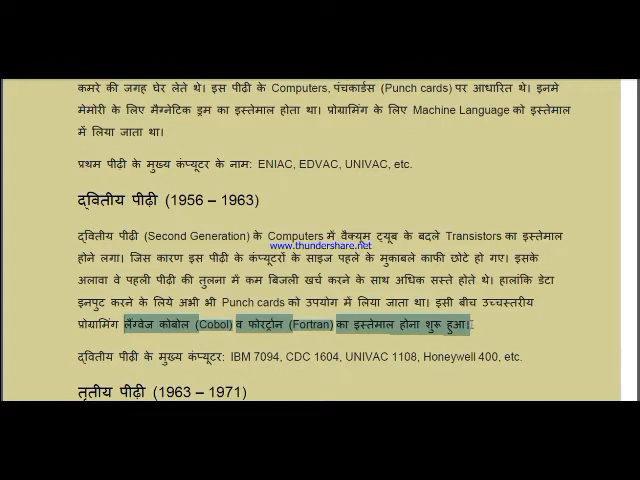 कमरे की जगह घेर लेते थे। इस पीढी के Computers, पंचकार्डस (Punch cards) पर आधारित थे। इनमे
मेमोरी के लिए मैग्नेटिक ड्रम का इस्तेमाल होता था। प्रोग्रामिंग के लिए Machine Language को इस्तेमाल
में लिया जाता था।
प्रथम पीढी के मुख्य कंप्यूटर के नाम: ENIAC, EDVAC, UNIVAC, etc.
द्वितीय पीढ़ी (1956 – 1963)
द्वितीय पीढ़ी (Second Generation) के Computers में वैक्यूम ट्यूब के बदले Transistors का इस्तेमाल
www.thundershare.net
होने लगा। जिस कारण इस पीढी के कंप्यूटरों के साइज पहले के मुकाबले काफी छोटे हो गए। इसके
अलावा वे पहली पीढी की तुलना में कम बिजली खर्च करने के साथ अधिक सस्ते होते थे। हालांकि डेटा
इनपुट करने के लिये अभी भी Punch cards को उपयोग में लिया जाता था। इसी बीच उच्चस्तरीय
प्रोग्रामिंग लैंग्वेज कोबोल (Cobol) व फोरट्रॉन (Fortran) का इस्तेमाल होना शुरू हुआ।
द्वितीय पीढी के मुख्य कंप्यूटर: IBM 7094, CDC 1604, UNIVAC 1108, Honeywell 400, etc.
तृतीय पीढ़ी (1963 – 1971)